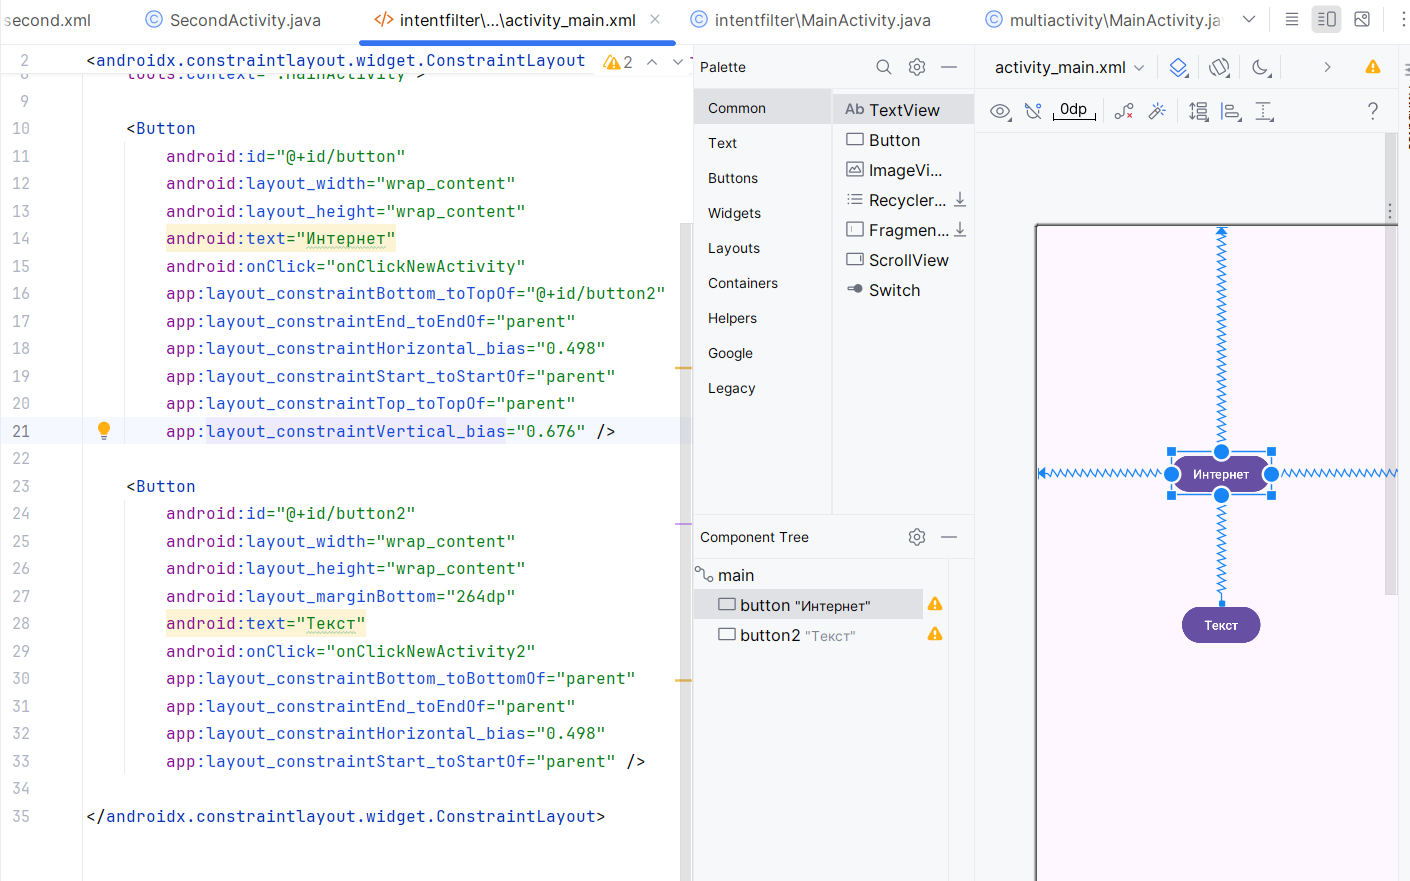 second.xml SecondActivity.java intentfilter\...\activity_main.xml intentfilter\MainActivity.java multiactivity\MainActivity.ja
2 <androidx.constraintlayout.widget.ConstraintLayout 2
tools:context=".MainActivity">
9
10 <Button
11 android:id="@+id/button"
12 android:layout_width="wrap_content"
13 android:layout_height="wrap_content"
14 android:text="Интернет"
15 android:onClick="onClickNewActivity"
16 app:layout_constraintBottom_toTopOf="@+id/button2"
17 app:layout_constraintEnd_toEndOf="parent"
18 app:layout_constraintHorizontal_bias="0.498"
19 app:layout_constraintStart_toStartOf="parent"
20 app:layout_constraintTop_toTopOf="parent"
21 app:layout_constraintVertical_bias="0.676" />
22
23 <Button
24 android:id="@+id/button2"
25 android:layout_width="wrap_content"
26 android:layout_height="wrap_content"
27 android:layout_marginBottom="264dp"
28 android:text="Текст"
29 android:onClick="onClickNewActivity2"
30 app:layout_constraintBottom_toBottomOf="parent"
31 app:layout_constraintEnd_toEndOf="parent"
32 app:layout_constraintHorizontal_bias="0.498"
33 app:layout_constraintStart_toStartOf="parent" />
34
35 </androidx.constraintlayout.widget.ConstraintLayout>
Palette
Common
Text
Buttons
Widgets
Layouts
Containers
Helpers
Google
Legacy
Ab TextView
Button
ImageVi...
Recycler...
Fragmen...
ScrollView
Switch
Component Tree
main
button "Интернет"
button2 "Текст"
activity_main.xml
0dp ?
Интернет
Текст